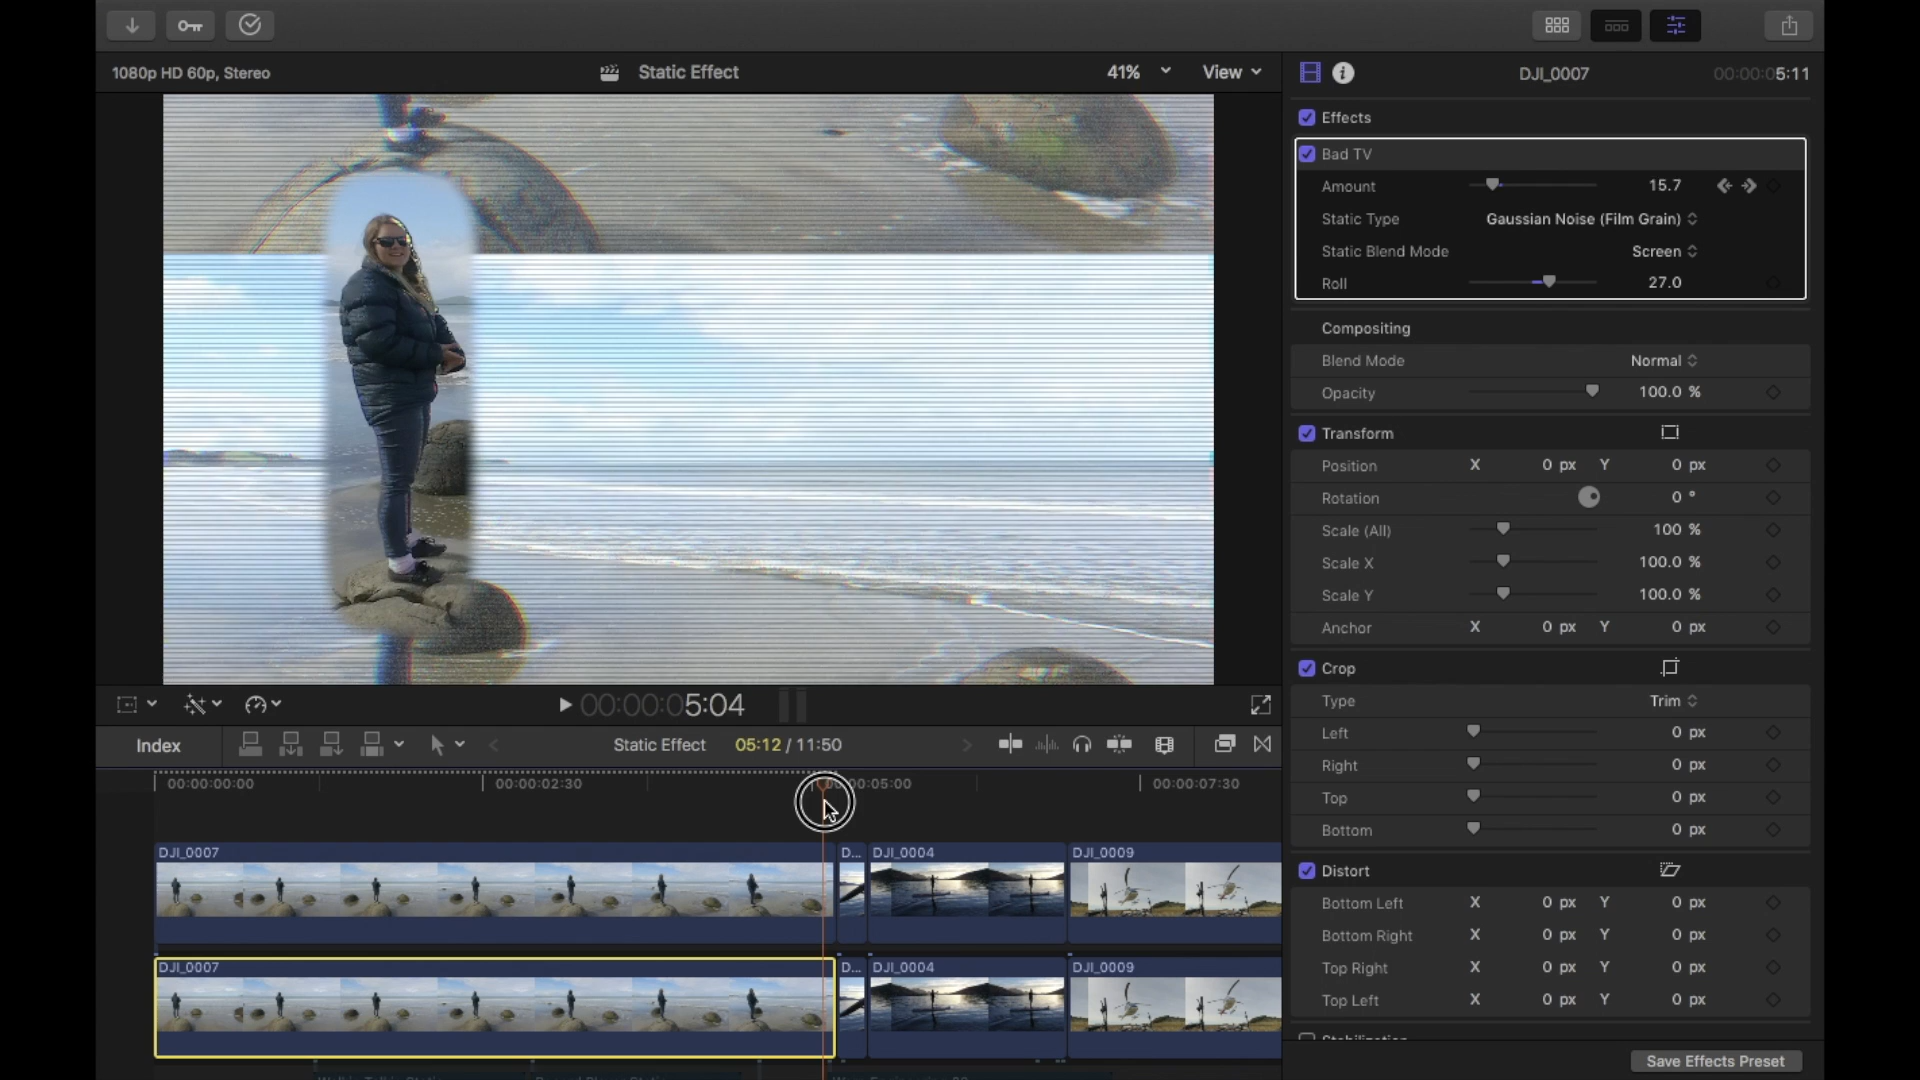 1080p HD 60p, Stereo
Static Effect
41%
View
DJI_0007
00:00:05:11
Effects
Bad TV
Amount
15.7
Static Type
Gaussian Noise (Film Grain)
Static Blend Mode
Screen
Roll
27.0
Compositing
Blend Mode
Normal
Opacity
100.0 %
Transform
Position
X 0 px Y 0 px
Rotation
0 °
Scale (All)
100 %
Scale X
100.0 %
Scale Y
100.0 %
Anchor
X 0 px Y 0 px
Crop
Type
Trim
Left
0 px
Right
0 px
Top
0 px
Bottom
0 px
Distort
Bottom Left
X 0 px Y 0 px
Bottom Right
X 0 px Y 0 px
Top Right
X 0 px Y 0 px
Top Left
X 0 px Y 0 px
Stabilization
Save Effects Preset
00:00:05:04
Index
Static Effect
05:12 / 11:50
00:00:00:00
00:00:02:30
00:00:05:00
00:00:07:30
DJI_0007
D...
DJI_0004
DJI_0009
DJI_0007
D...
DJI_0004
DJI_0009